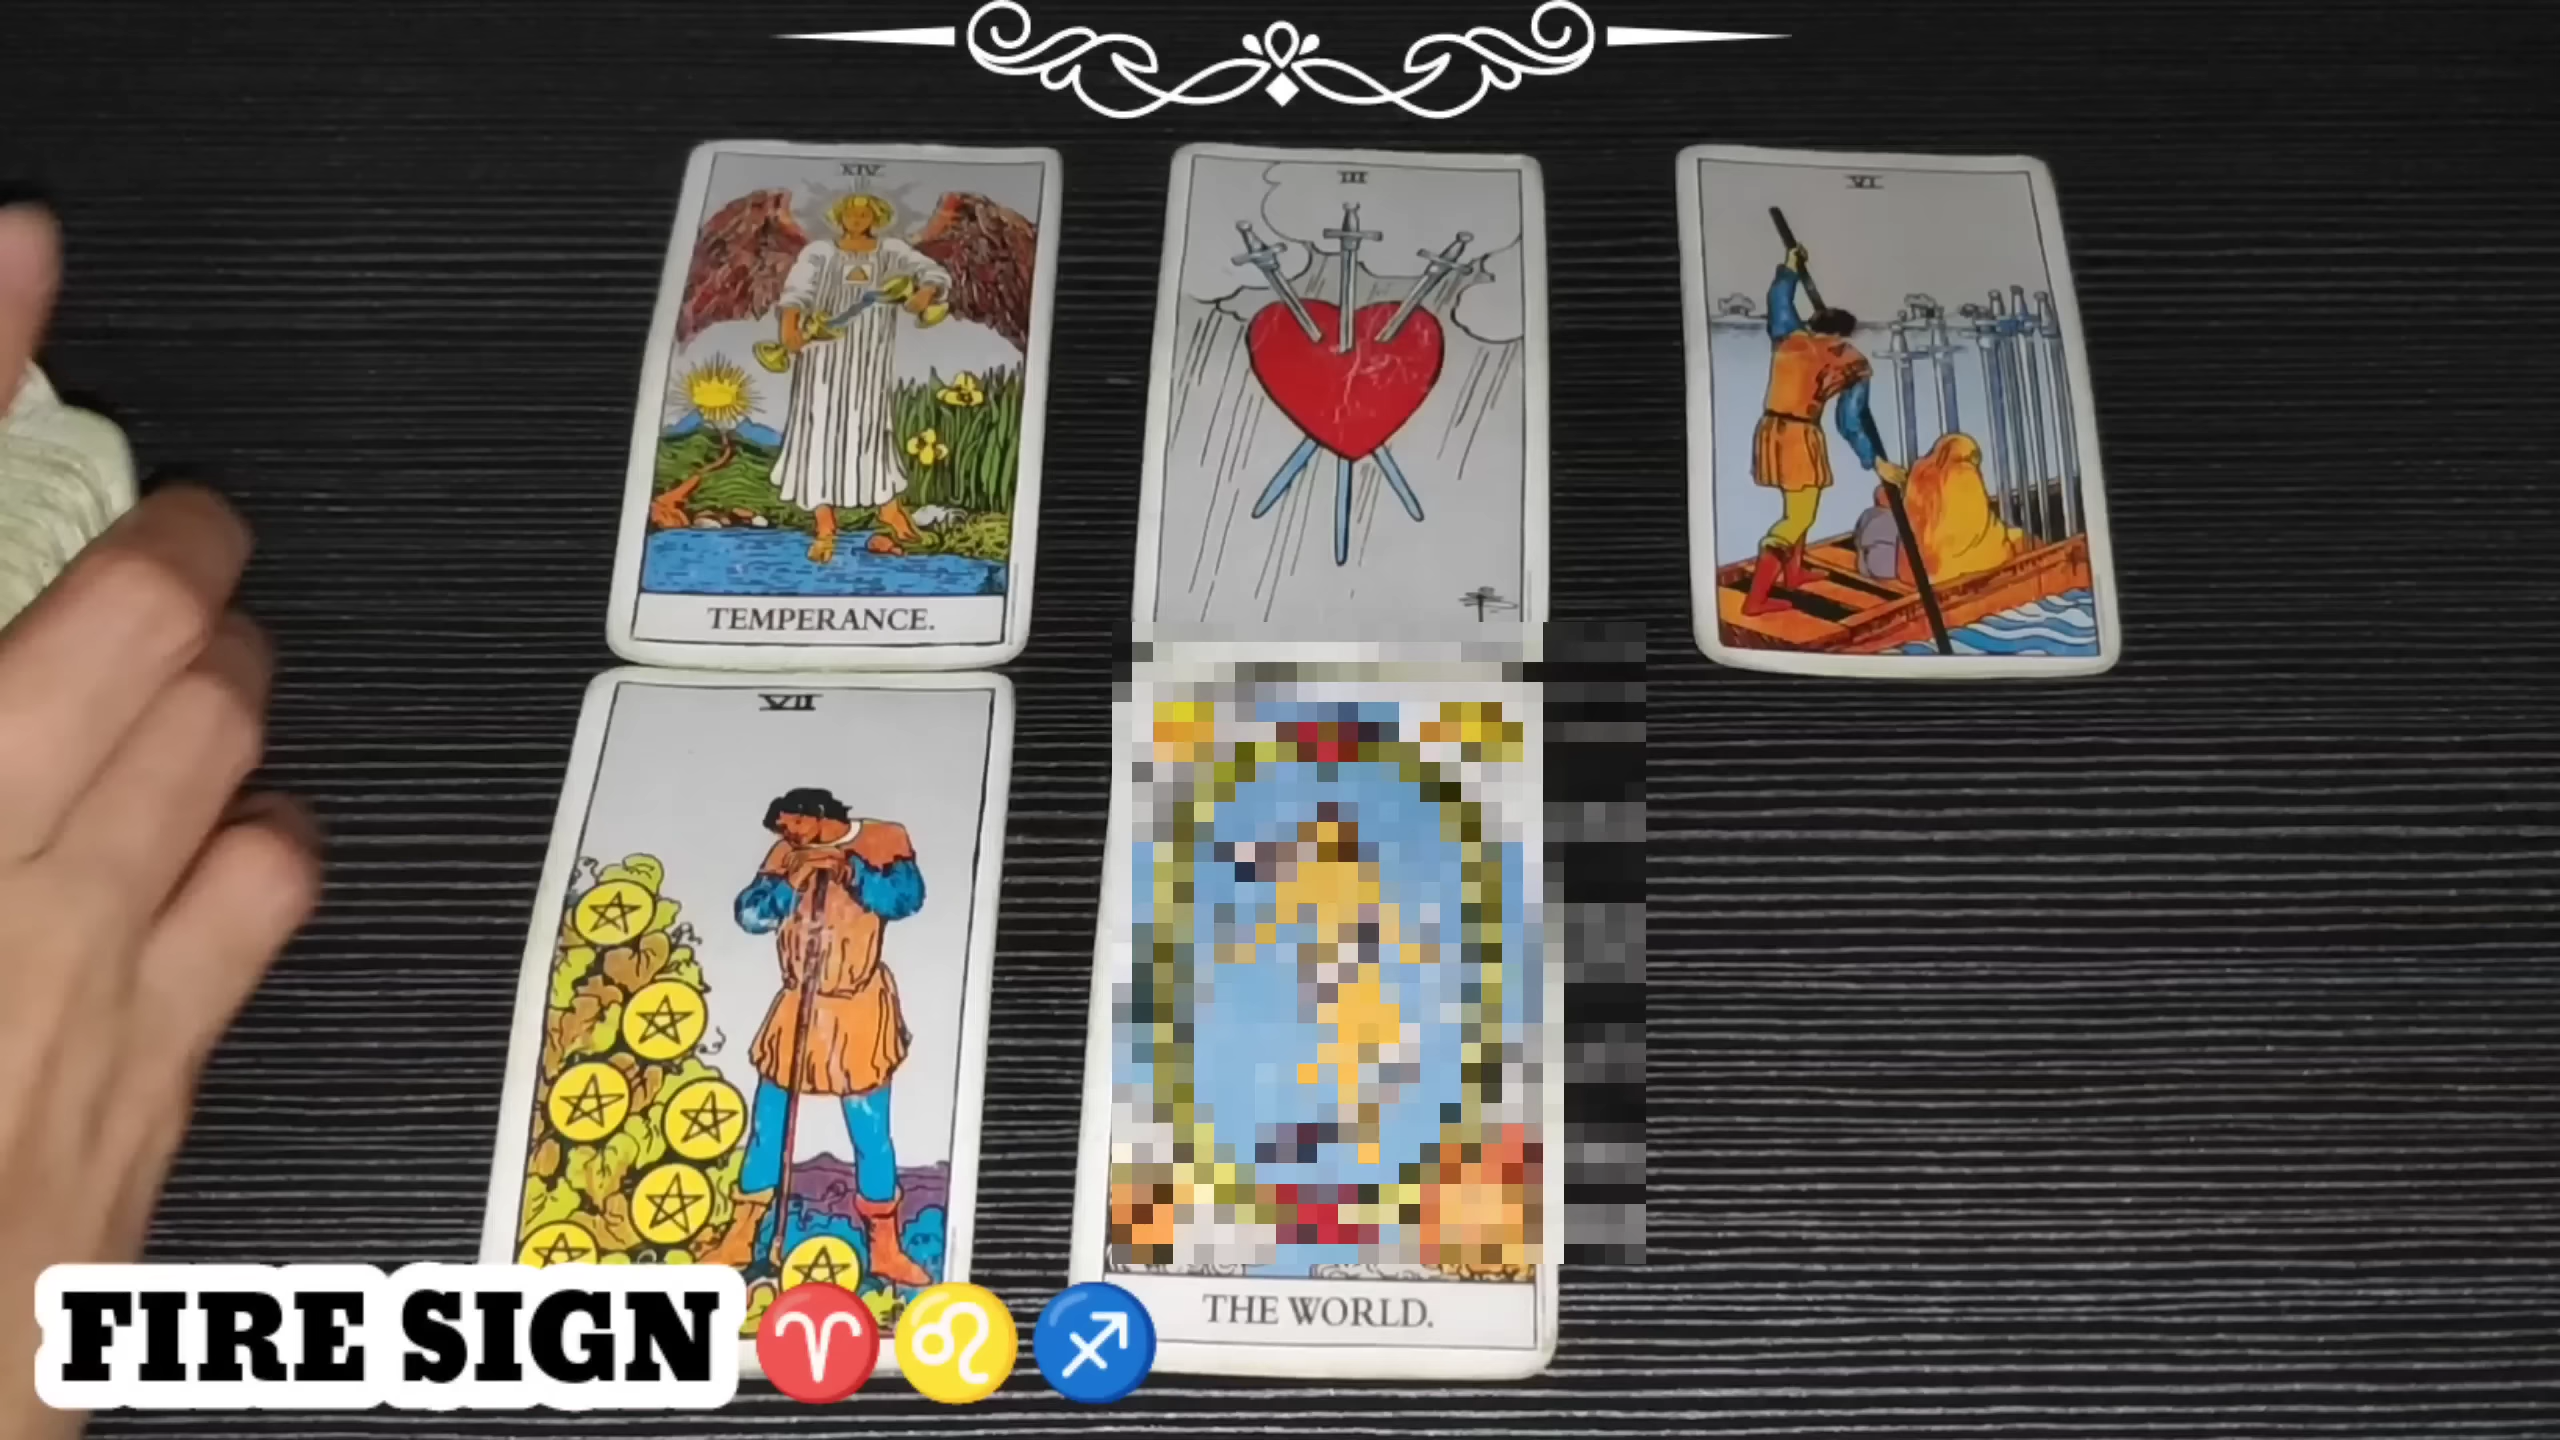 XIV
III
VI
TEMPERANCE.
VII
THE WORLD.
FIRE SIGN ♈♌♐